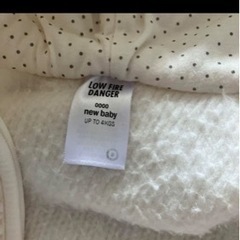 LOW FIRE
DANGER
0000
new baby
UP TO 4KGS